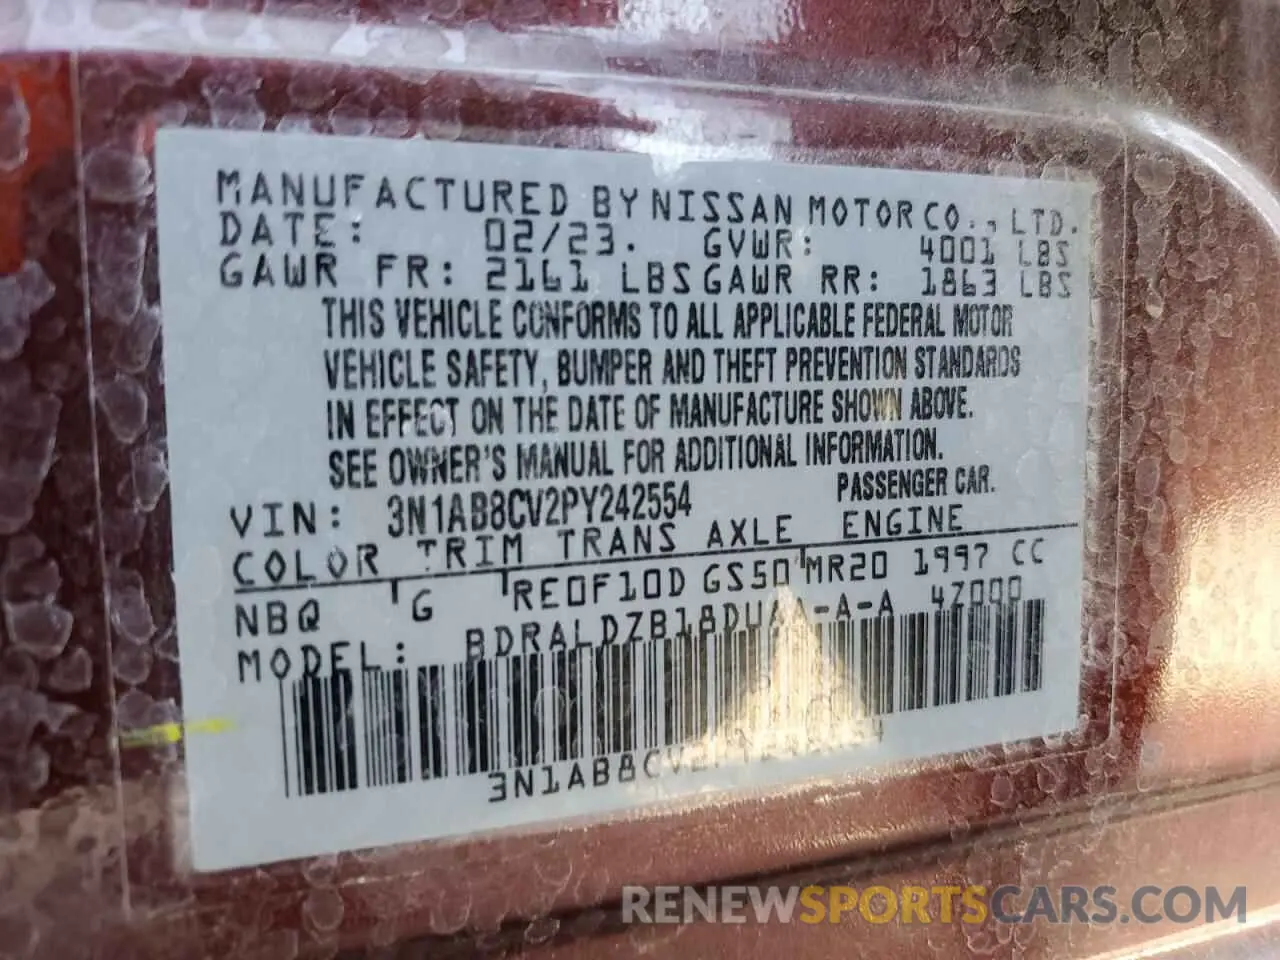 MANUFACTURED BY NISSAN MOTOR CO., LTD.
DATE: 02/23. GVWR: 4001 LBS
GAWR FR: 2161 LBS GAWR RR: 1863 LBS
THIS VEHICLE CONFORMS TO ALL APPLICABLE FEDERAL MOTOR
VEHICLE SAFETY, BUMPER AND THEFT PREVENTION STANDARDS
IN EFFECT ON THE DATE OF MANUFACTURE SHOWN ABOVE.
SEE OWNER'S MANUAL FOR ADDITIONAL INFORMATION.
VIN: 3N1AB8CV2PY242554 PASSENGER CAR.
COLOR TRIM TRANS AXLE ENGINE
NBQ G RE0F10D GS50 MR20 1997 CC
MODEL:
RENEWSPORTSCARS.COM